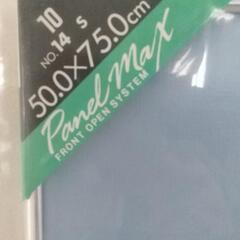 10
NO.14 S
50.0×75.0cm
Panel MaX
FRONT OPEN SYSTEM